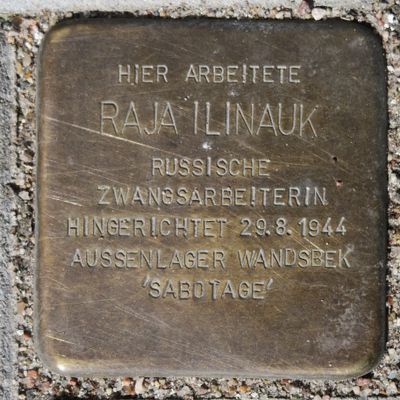 HIER ARBEITETE
RAJA ILINAUK
RUSSISCHE
ZWANGSARBEITERIN
HINGERICHTET 29.8.1944
AUSSENLAGER WANDSBEK
'SABOTAGE'